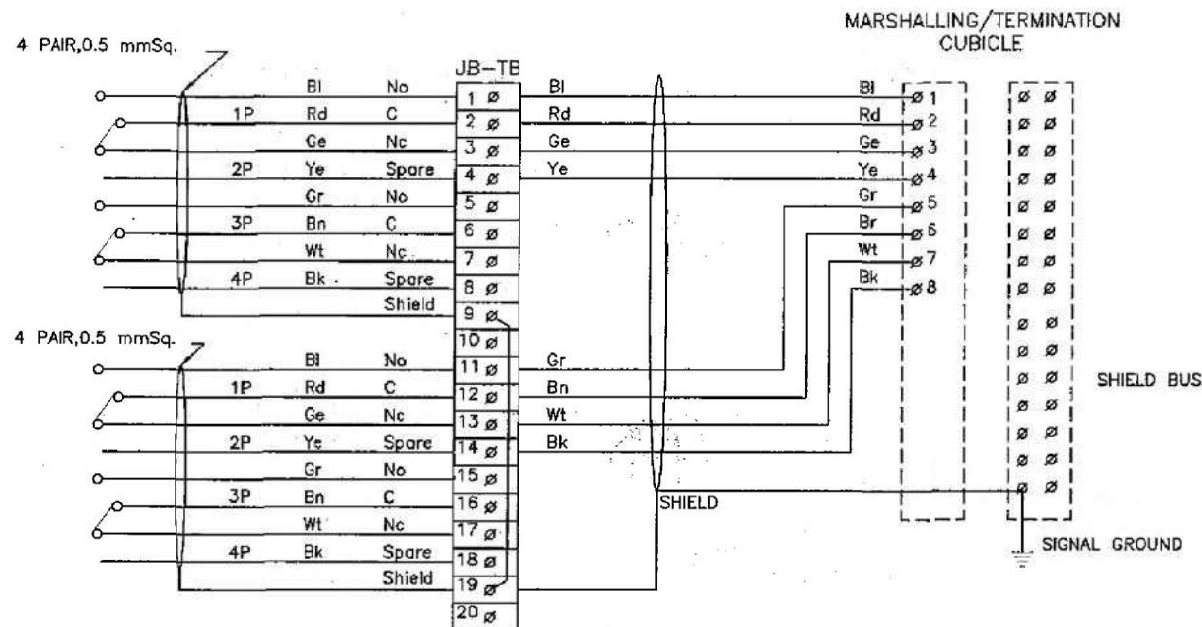 MARSHALLING/TERMINATION
CUBICLE
4 PAIR,0.5 mmSq.
JB-TB
Bl No 1 Bl Bl 1
1P Rd C 2 Rd Rd 2
Ge Nc 3 Ge Ge 3
2P Ye Spare 4 Ye Ye 4
Gr No 5 Gr 5
3P Bn C 6 Br 6
Wt Nc 7 Wt 7
4P Bk Spare 8 Bk 8
Shield 9
4 PAIR,0.5 mmSq.
10
Bl No 11 Gr
1P Rd C 12 Bn SHIELD BUS
Ge Nc 13 Wt
2P Ye Spare 14 Bk
Gr No 15
3P Bn C 16 SHIELD
Wt Nc 17
4P Bk Spare 18 SIGNAL GROUND
Shield 19
20